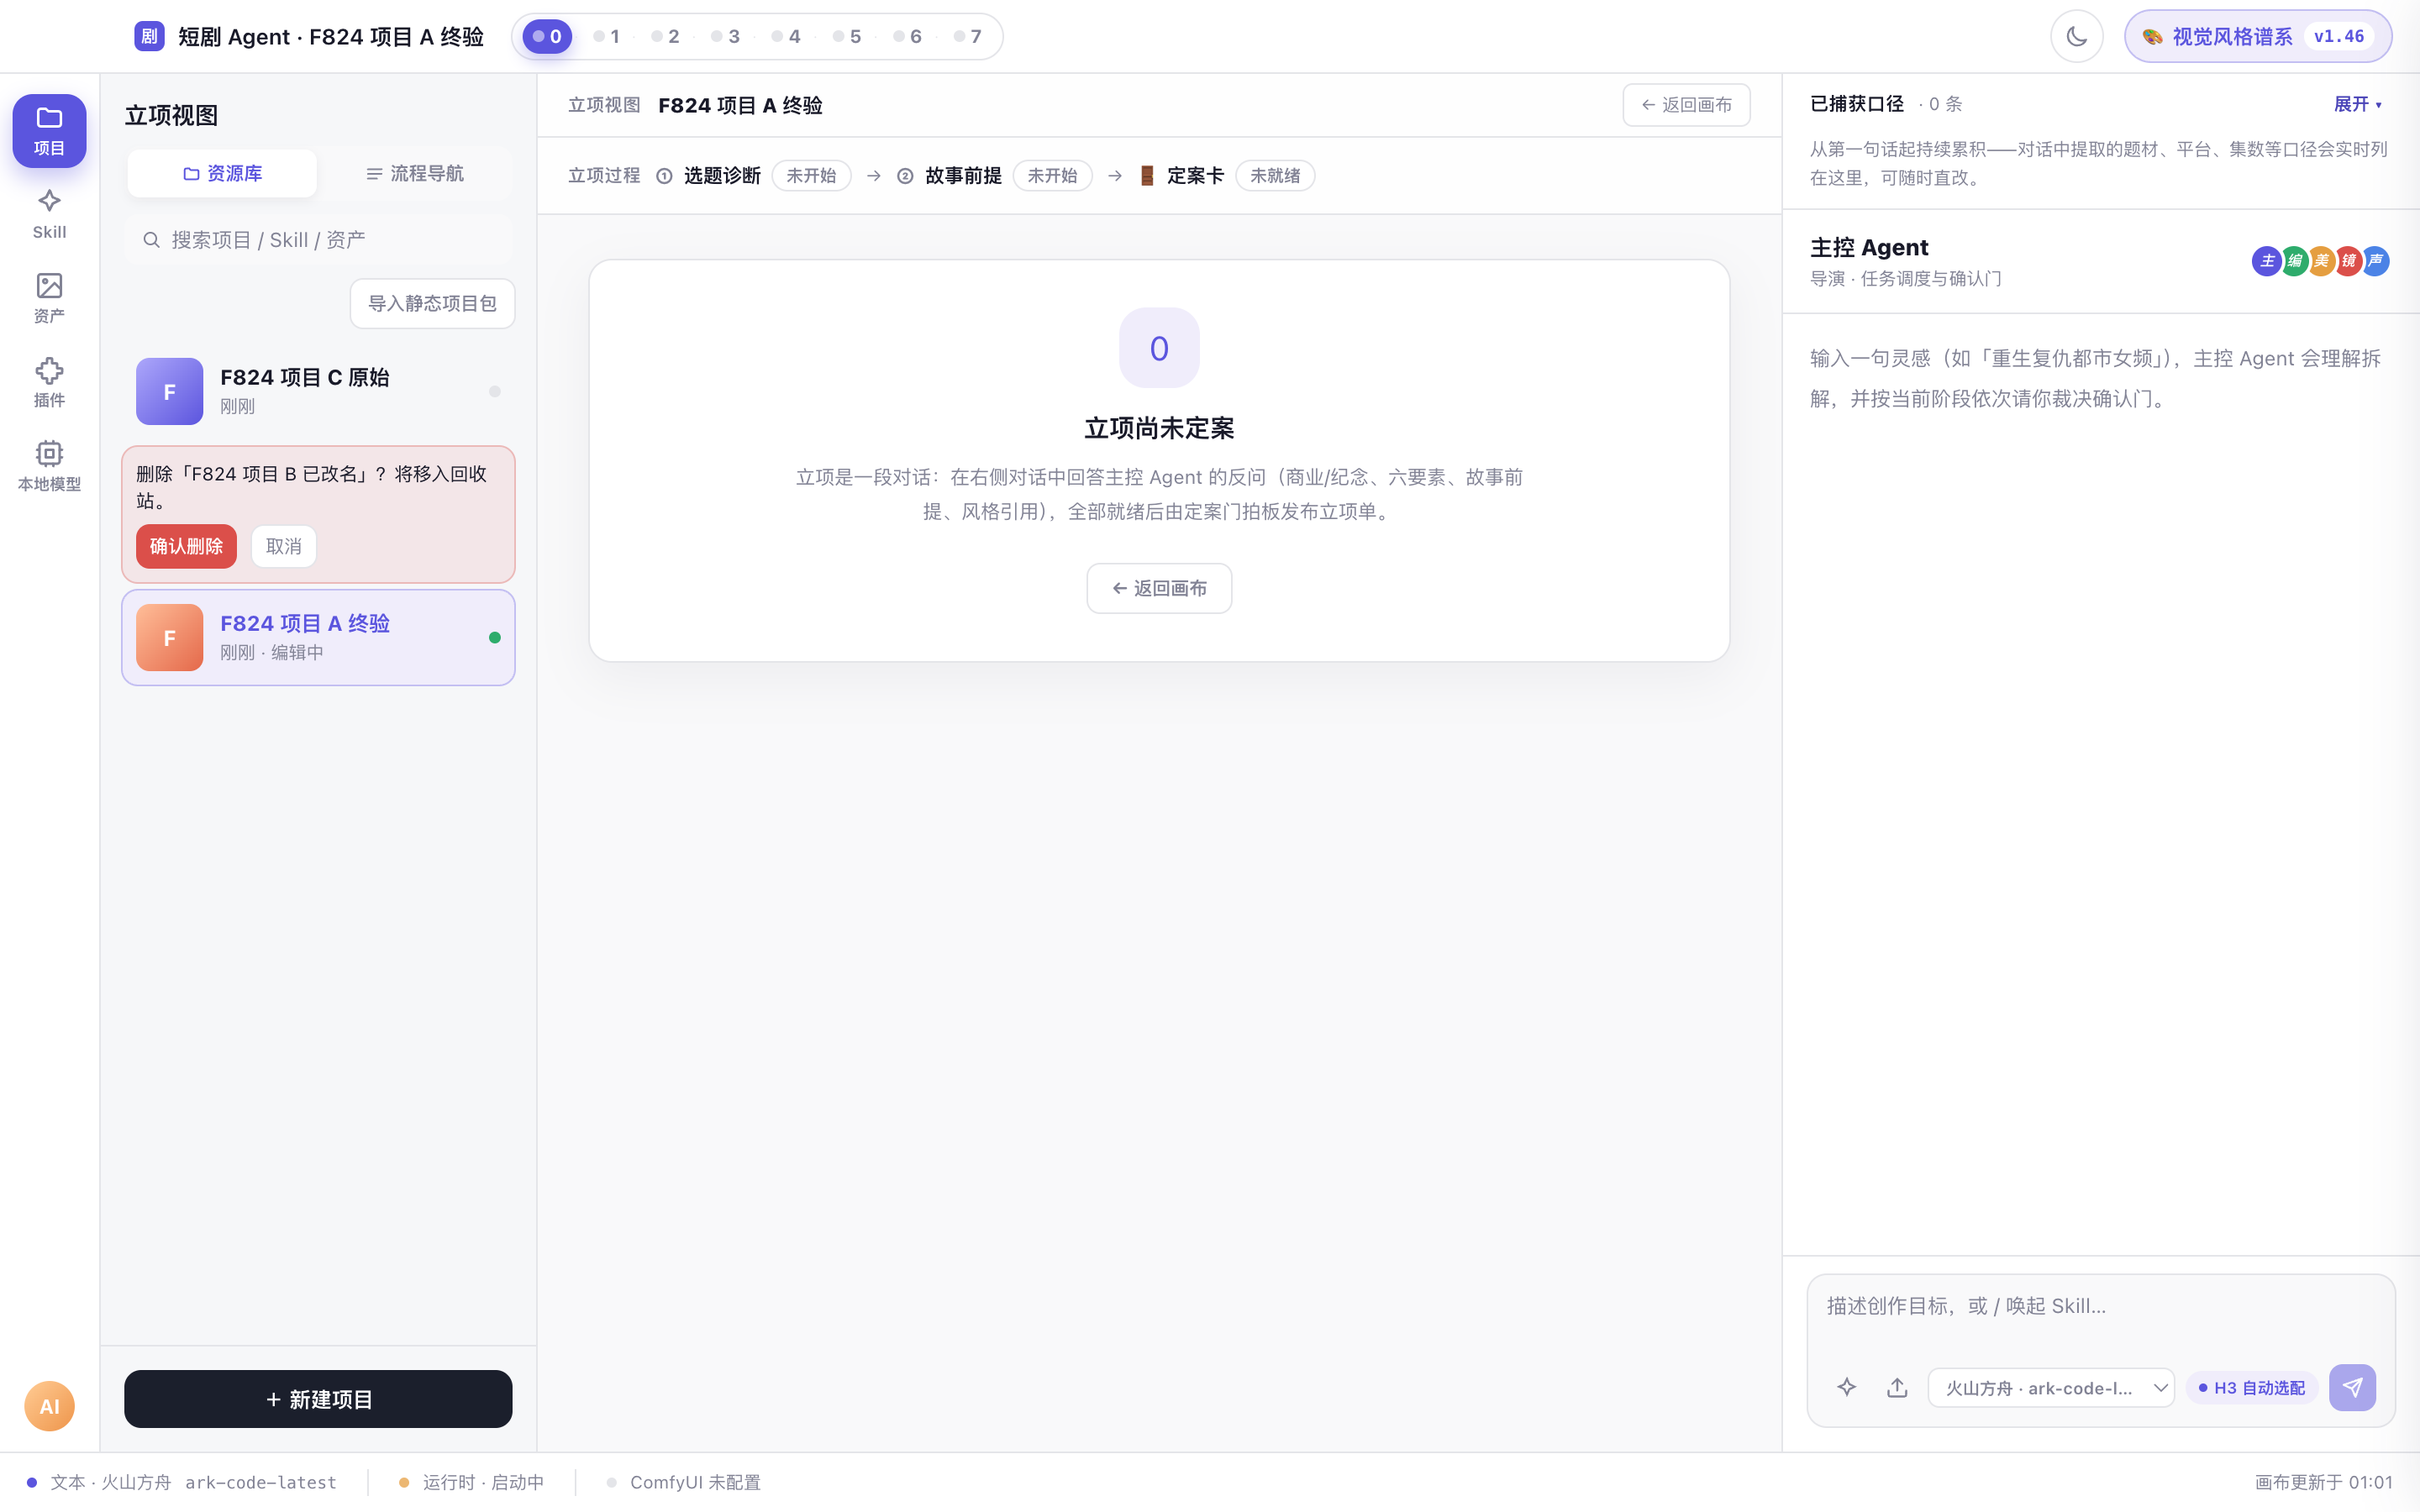 剧 短剧 Agent · F824 项目 A 终验
0 · 1 · 2 · 3 · 4 · 5 · 6 · 7
视觉风格谱系 v1.46
项目
Skill
资产
插件
本地模型
AI
立项视图
资源库
流程导航
搜索项目 / Skill / 资产
导入静态项目包
F
F824 项目 C 原始
刚刚
删除「F824 项目 B 已改名」？将移入回收
站。
确认删除
取消
F
F824 项目 A 终验
刚刚 · 编辑中
+ 新建项目
立项视图 F824 项目 A 终验
← 返回画布
立项过程 ① 选题诊断 未开始 → ② 故事前提 未开始 → 定案卡 未就绪
0
立项尚未定案
立项是一段对话：在右侧对话中回答主控 Agent 的反问（商业/纪念、六要素、故事前
提、风格引用），全部就绪后由定案门拍板发布立项单。
← 返回画布
已捕获口径 · 0 条
展开 ▾
从第一句话起持续累积——对话中提取的题材、平台、集数等口径会实时列
在这里，可随时直改。
主控 Agent
导演 · 任务调度与确认门
主 编 美 镜 声
输入一句灵感（如「重生复仇都市女频」），主控 Agent 会理解拆
解，并按当前阶段依次请你裁决确认门。
描述创作目标，或 / 唤起 Skill...
火山方舟 · ark-code-l...
H3 自动选配
文本 · 火山方舟 ark-code-latest
运行时 · 启动中
ComfyUI 未配置
画布更新于 01:01